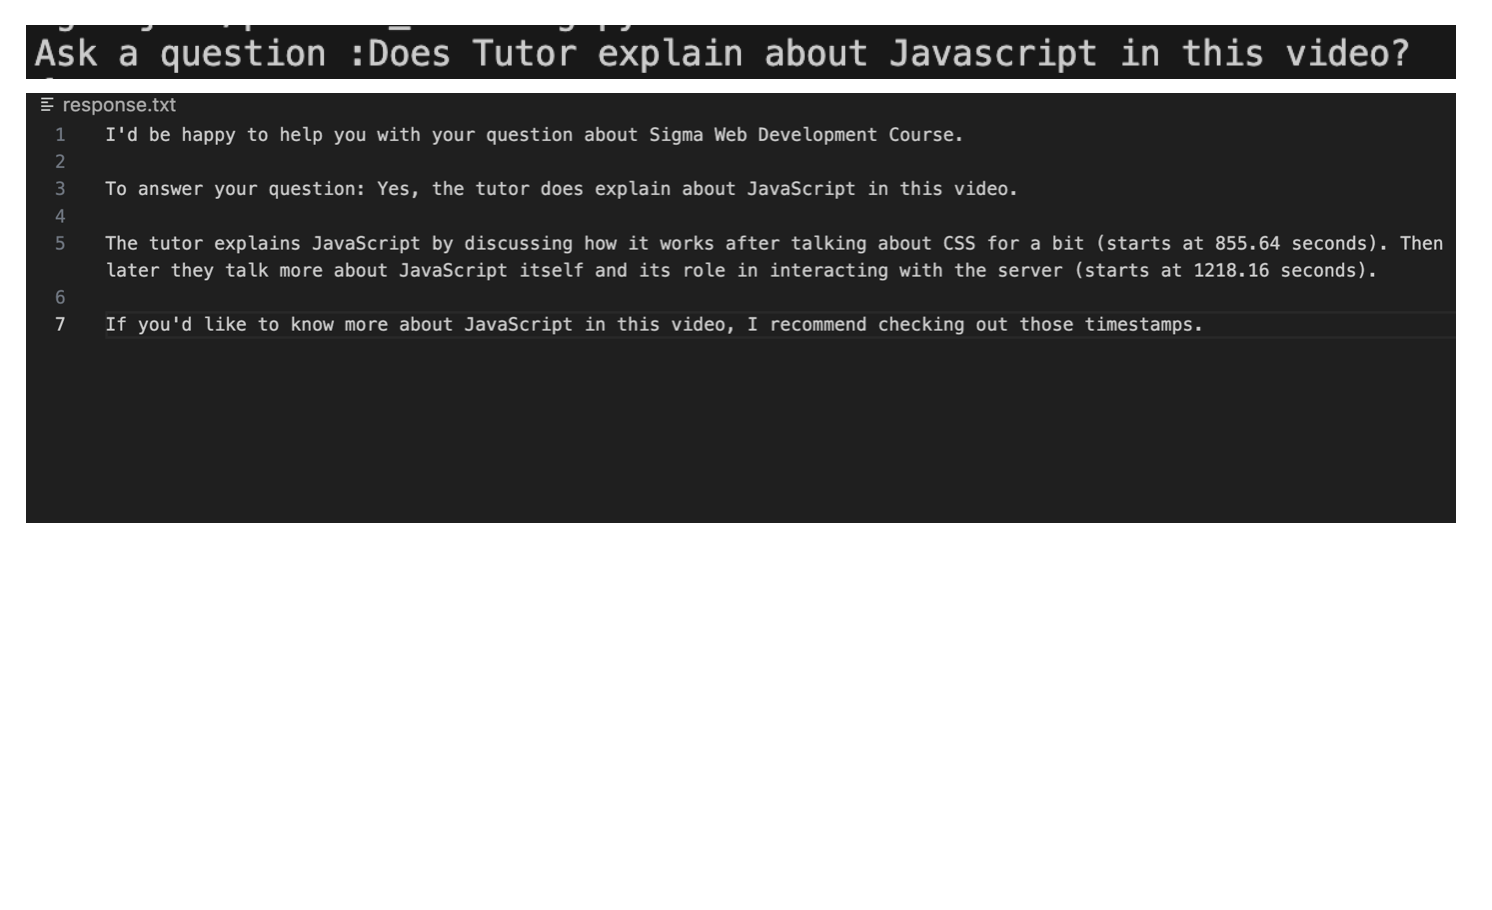 Ask a question :Does Tutor explain about Javascript in this video?
response.txt
1 I'd be happy to help you with your question about Sigma Web Development Course.
2
3 To answer your question: Yes, the tutor does explain about JavaScript in this video.
4
5 The tutor explains JavaScript by discussing how it works after talking about CSS for a bit (starts at 855.64 seconds). Then
later they talk more about JavaScript itself and its role in interacting with the server (starts at 1218.16 seconds).
6
7 If you'd like to know more about JavaScript in this video, I recommend checking out those timestamps.